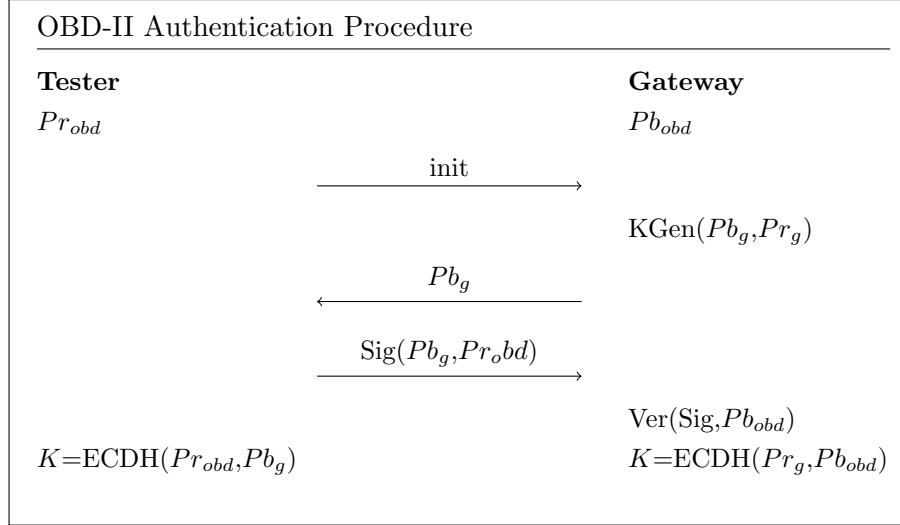 OBD-II Authentication Procedure
Tester Gateway
Pr_obd Pb_obd
init
KGen(Pb_g,Pr_g)
Pb_g
Sig(Pb_g,Pr_obd)
Ver(Sig,Pb_obd)
K=ECDH(Pr_obd,Pb_g) K=ECDH(Pr_g,Pb_obd)